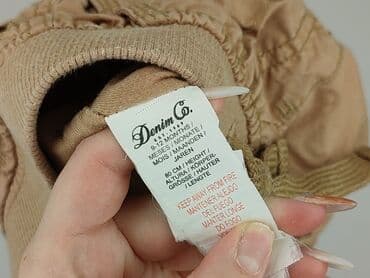 Denim Co.
9-12 MONTHS/
MESES / MONATE/
MOIS / MAANDEN
JAREN
80 CM / HEIGHT/
ALTURA / KÖRPER-
GRÖSSE / HAUTER
/ LENGTE
KEEP AWAY FROM FIRE
MANTENER ALEJADO
DEL FUEGO
MANTER LONGE
DO FOGO